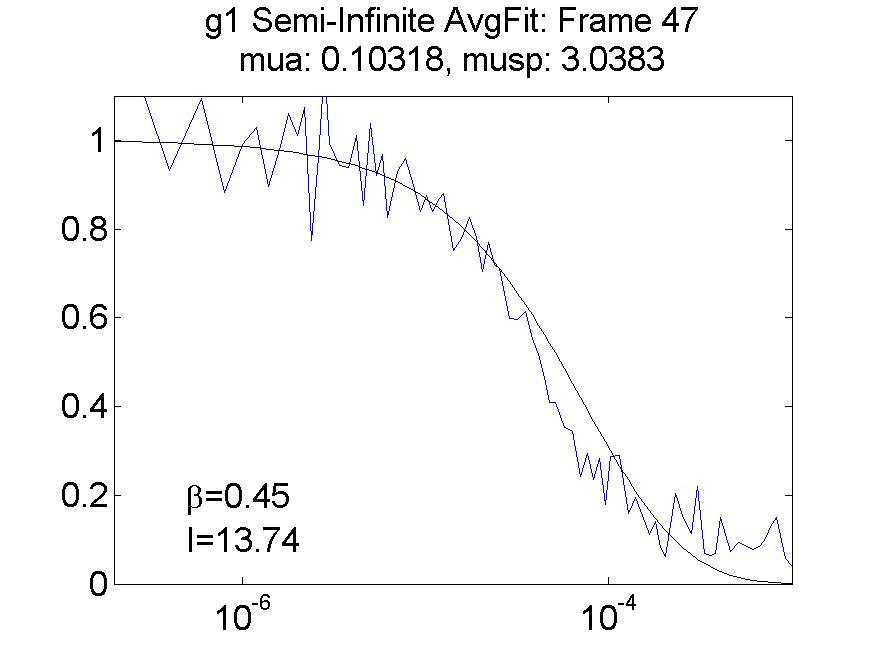 g1 Semi-Infinite AvgFit: Frame 47
mua: 0.10318, musp: 3.0383
1
0.8
0.6
0.4
0.2
0
β=0.45
I=13.74
10^-6 10^-4